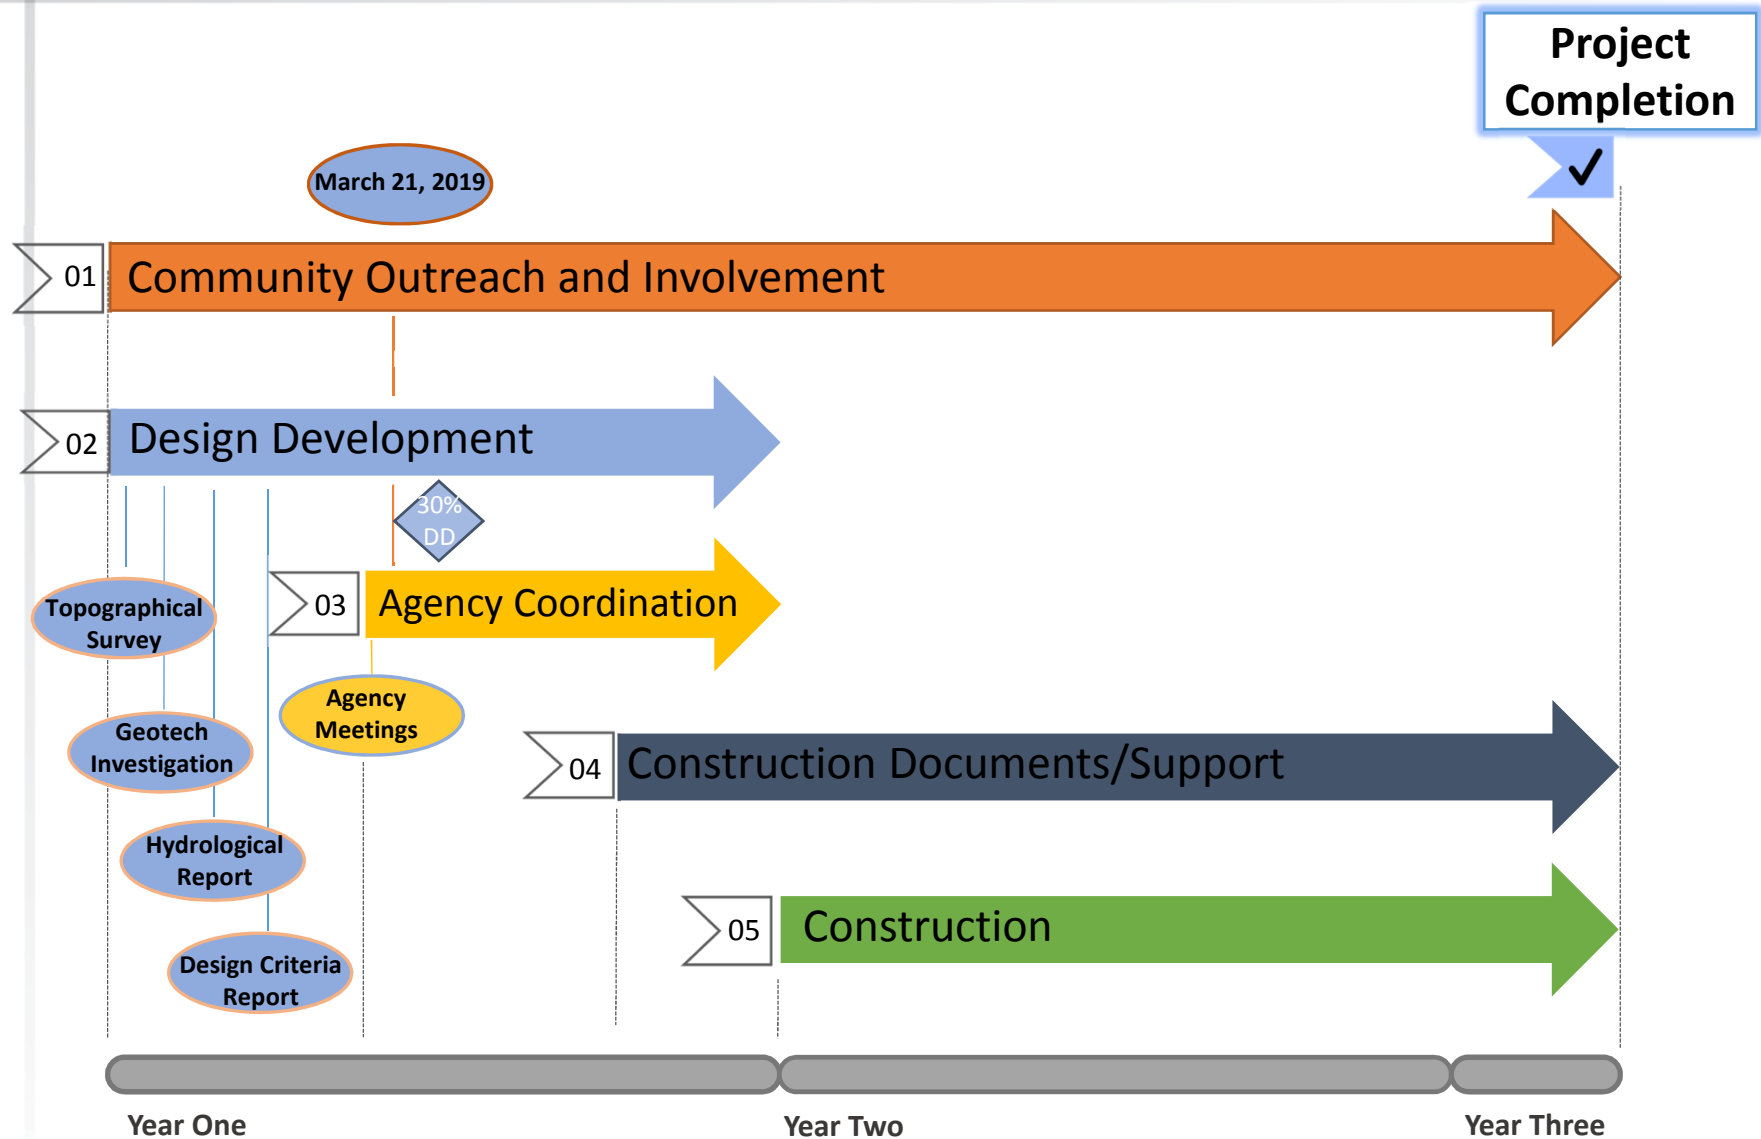 Project
Completion
March 21, 2019
01
Community Outreach and Involvement
02
Design Development
30%
DD
03
Agency Coordination
Topographical
Survey
Agency
Meetings
Geotech
Investigation
04
Construction Documents/Support
Hydrological
Report
05
Construction
Design Criteria
Report
Year One
Year Two
Year Three